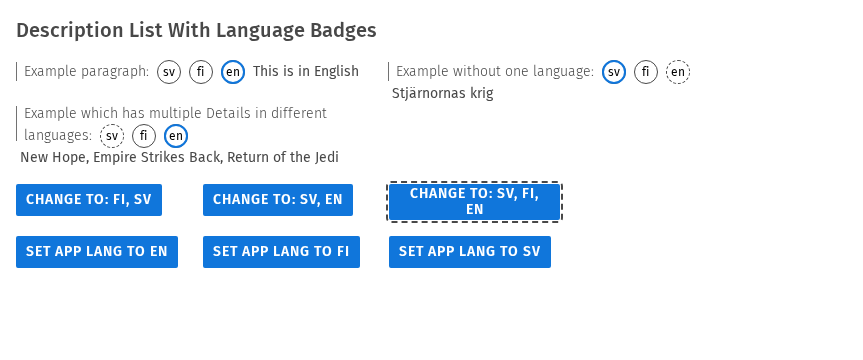 Description List With Language Badges
Example paragraph: sv fi en This is in English
Example without one language: sv fi en
Stjärnornas krig
Example which has multiple Details in different
languages: sv fi en
New Hope, Empire Strikes Back, Return of the Jedi
CHANGE TO: FI, SV
CHANGE TO: SV, EN
CHANGE TO: SV, FI,
EN
SET APP LANG TO EN
SET APP LANG TO FI
SET APP LANG TO SV